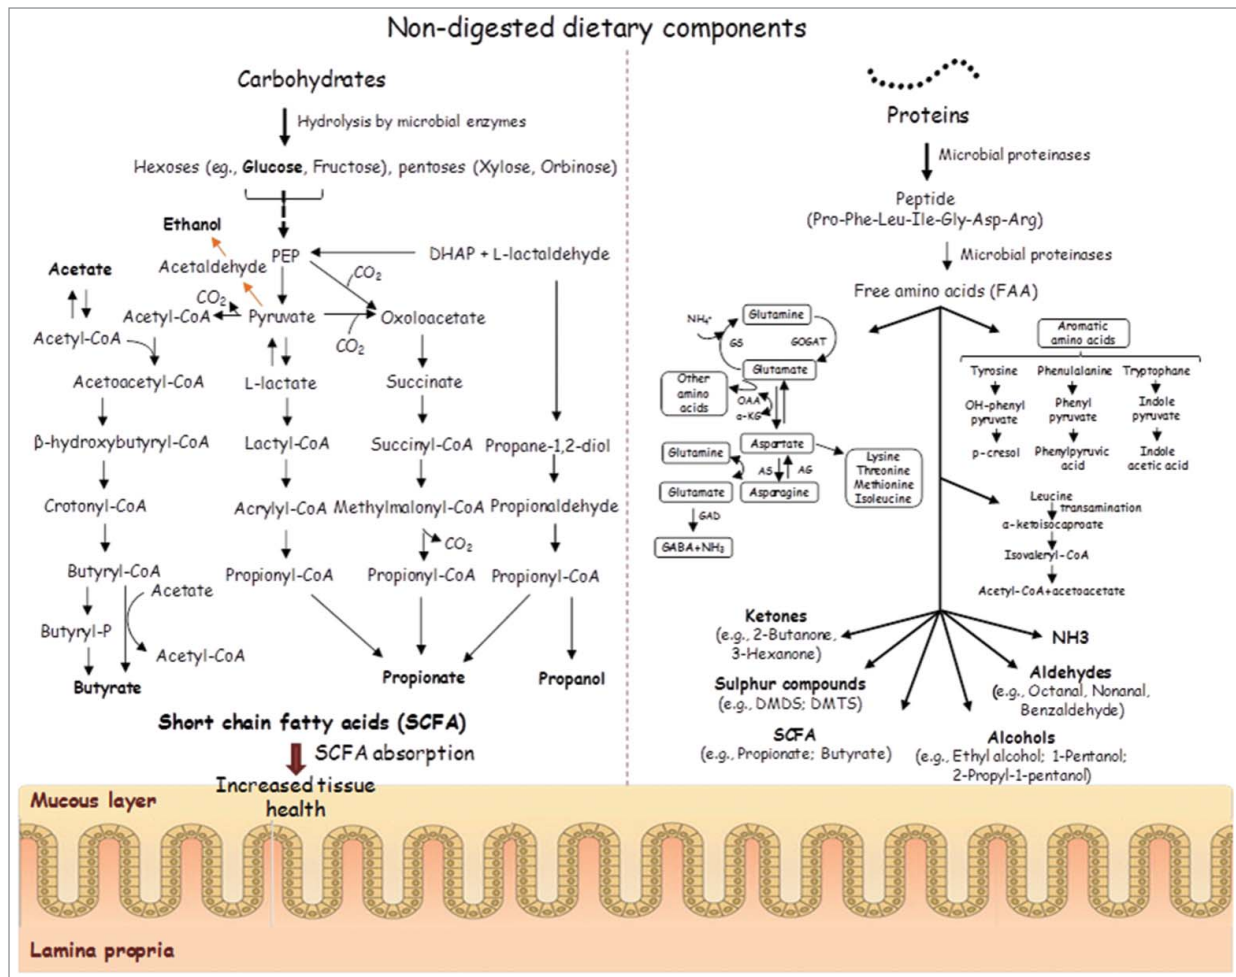 Non-digested dietary components
Carbohydrates
Hydrolysis by microbial enzymes
Hexoses (eg., Glucose, Fructose), pentoses (Xylose, Orbinose)
Ethanol
PEP
DHAP + L-lactaldehyde
Acetaldehyde
CO₂
Acetate
CO₂
Acetyl-CoA
Pyruvate
Oxoloacetate
CO₂
Acetyl-CoA
Acetoacetyl-CoA
L-lactate
Succinate
β-hydroxybutyryl-CoA
Lactyl-CoA
Succinyl-CoA
Propane-1,2-diol
Crotonyl-CoA
Acrylyl-CoA
Methylmalonyl-CoA
Propionaldehyde
CO₂
Butyryl-CoA
Propionyl-CoA
Propionyl-CoA
Propionyl-CoA
Acetate
Butyryl-P
Acetyl-CoA
Butyrate
Propionate
Propanol
Short chain fatty acids (SCFA)
SCFA absorption
Increased tissue
health
Proteins
Microbial proteinases
Peptide
(Pro-Phe-Leu-Ile-Gly-Asp-Arg)
Microbial proteinases
Free amino acids (FAA)
NH₄⁺
Glutamine
GS
GOGAT
Glutamate
Other
amino
acids
OAA
α-KG
Aspartate
Glutamine
AS
AG
Lysine
Threonine
Methionine
Isoleucine
Glutamate
Asparagine
GAD
GABA+NH₃
Aromatic
amino acids
Tyrosine
Phenulalanine
Tryptophane
OH-phenyl
pyruvate
Phenyl
pyruvate
Indole
pyruvate
p-cresol
Phenylpyruvic
acid
Indole
acetic acid
Leucine
transamination
α-ketoisocaproate
Isovaleryl-CoA
Acetyl-CoA+acetoacetate
Ketones
(e.g., 2-Butanone,
3-Hexanone)
NH3
Sulphur compounds
(e.g., DMDS; DMTS)
Aldehydes
(e.g., Octanal, Nonanal,
Benzaldehyde)
SCFA
(e.g., Propionate; Butyrate)
Alcohols
(e.g., Ethyl alcohol; 1-Pentanol;
2-Propyl-1-pentanol)
Mucous layer
Lamina propria